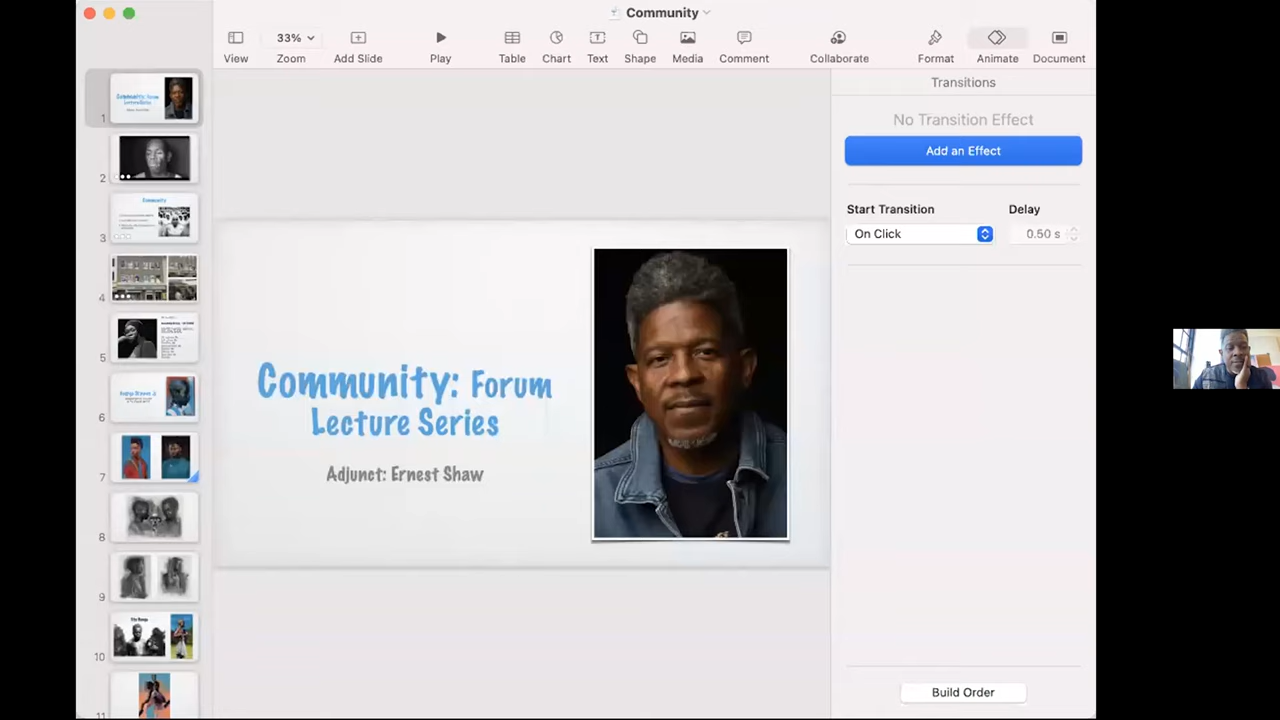 Community
33%
View
Zoom
Add Slide
Play
Table
Chart
Text
Shape
Media
Comment
Collaborate
Format
Animate
Document
Transitions
No Transition Effect
Add an Effect
Start Transition
Delay
On Click
0.50 s
Community: Forum
Lecture Series
Adjunct: Ernest Shaw
Build Order
1
2
Community
3
4
5
6
7
8
9
10
11